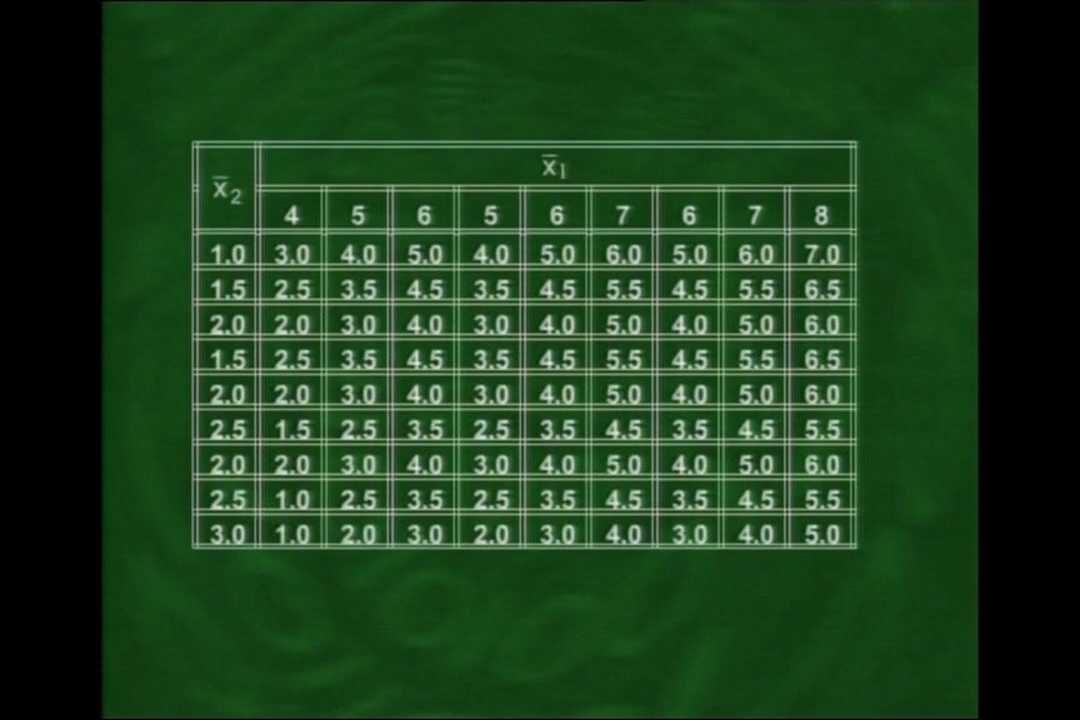 x̄₂ x̄₁
4 5 6 5 6 7 6 7 8
1.0 3.0 4.0 5.0 4.0 5.0 6.0 5.0 6.0 7.0
1.5 2.5 3.5 4.5 3.5 4.5 5.5 4.5 5.5 6.5
2.0 2.0 3.0 4.0 3.0 4.0 5.0 4.0 5.0 6.0
1.5 2.5 3.5 4.5 3.5 4.5 5.5 4.5 5.5 6.5
2.0 2.0 3.0 4.0 3.0 4.0 5.0 4.0 5.0 6.0
2.5 1.5 2.5 3.5 2.5 3.5 4.5 3.5 4.5 5.5
2.0 2.0 3.0 4.0 3.0 4.0 5.0 4.0 5.0 6.0
2.5 1.0 2.5 3.5 2.5 3.5 4.5 3.5 4.5 5.5
3.0 1.0 2.0 3.0 2.0 3.0 4.0 3.0 4.0 5.0